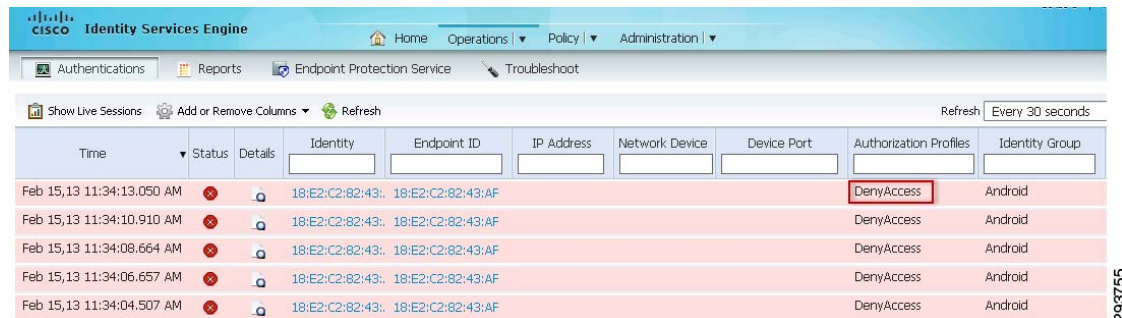 CISCO Identity Services Engine
Home Operations | ▼ Policy | ▼ Administration | ▼
Authentications Reports Endpoint Protection Service Troubleshoot
Show Live Sessions Add or Remove Columns ▼ Refresh Refresh Every 30 seconds
Time ▼ Status Details Identity Endpoint ID IP Address Network Device Device Port Authorization Profiles Identity Group
Feb 15,13 11:34:13.050 AM 18:E2:C2:82:43:. 18:E2:C2:82:43:AF DenyAccess Android
Feb 15,13 11:34:10.910 AM 18:E2:C2:82:43:. 18:E2:C2:82:43:AF DenyAccess Android
Feb 15,13 11:34:08.664 AM 18:E2:C2:82:43:. 18:E2:C2:82:43:AF DenyAccess Android
Feb 15,13 11:34:06.657 AM 18:E2:C2:82:43:. 18:E2:C2:82:43:AF DenyAccess Android
Feb 15,13 11:34:04.507 AM 18:E2:C2:82:43:. 18:E2:C2:82:43:AF DenyAccess Android
293755